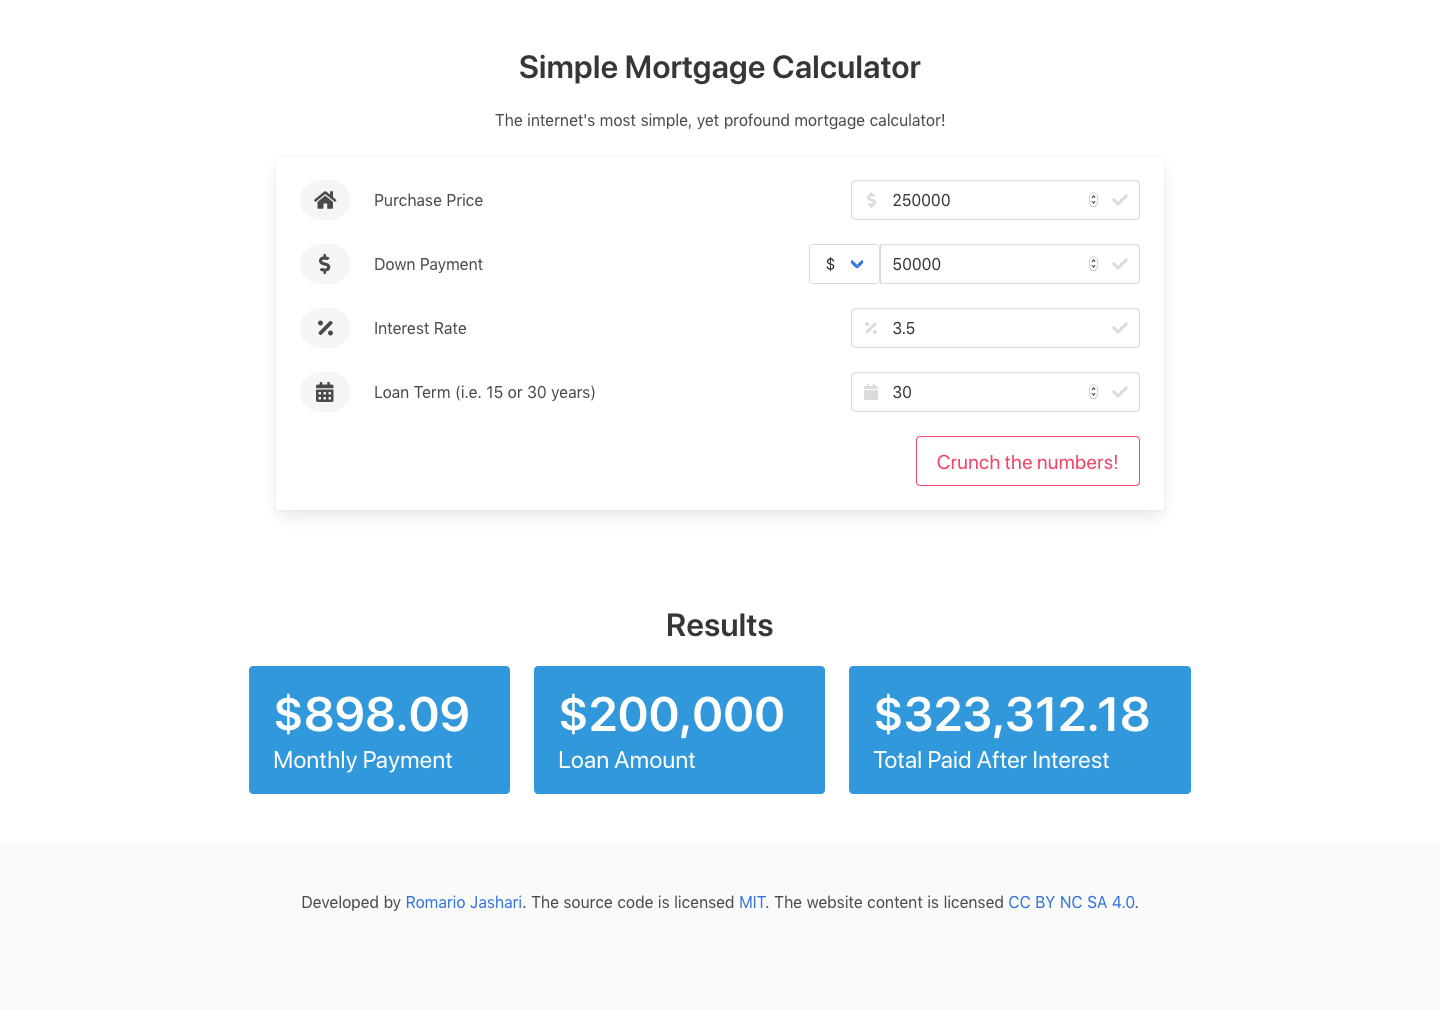 Simple Mortgage Calculator
The internet's most simple, yet profound mortgage calculator!
Purchase Price
$ 250000
Down Payment
$ 50000
Interest Rate
% 3.5
Loan Term (i.e. 15 or 30 years)
30
Crunch the numbers!
Results
$898.09
Monthly Payment
$200,000
Loan Amount
$323,312.18
Total Paid After Interest
Developed by Romario Jashari. The source code is licensed MIT. The website content is licensed CC BY NC SA 4.0.